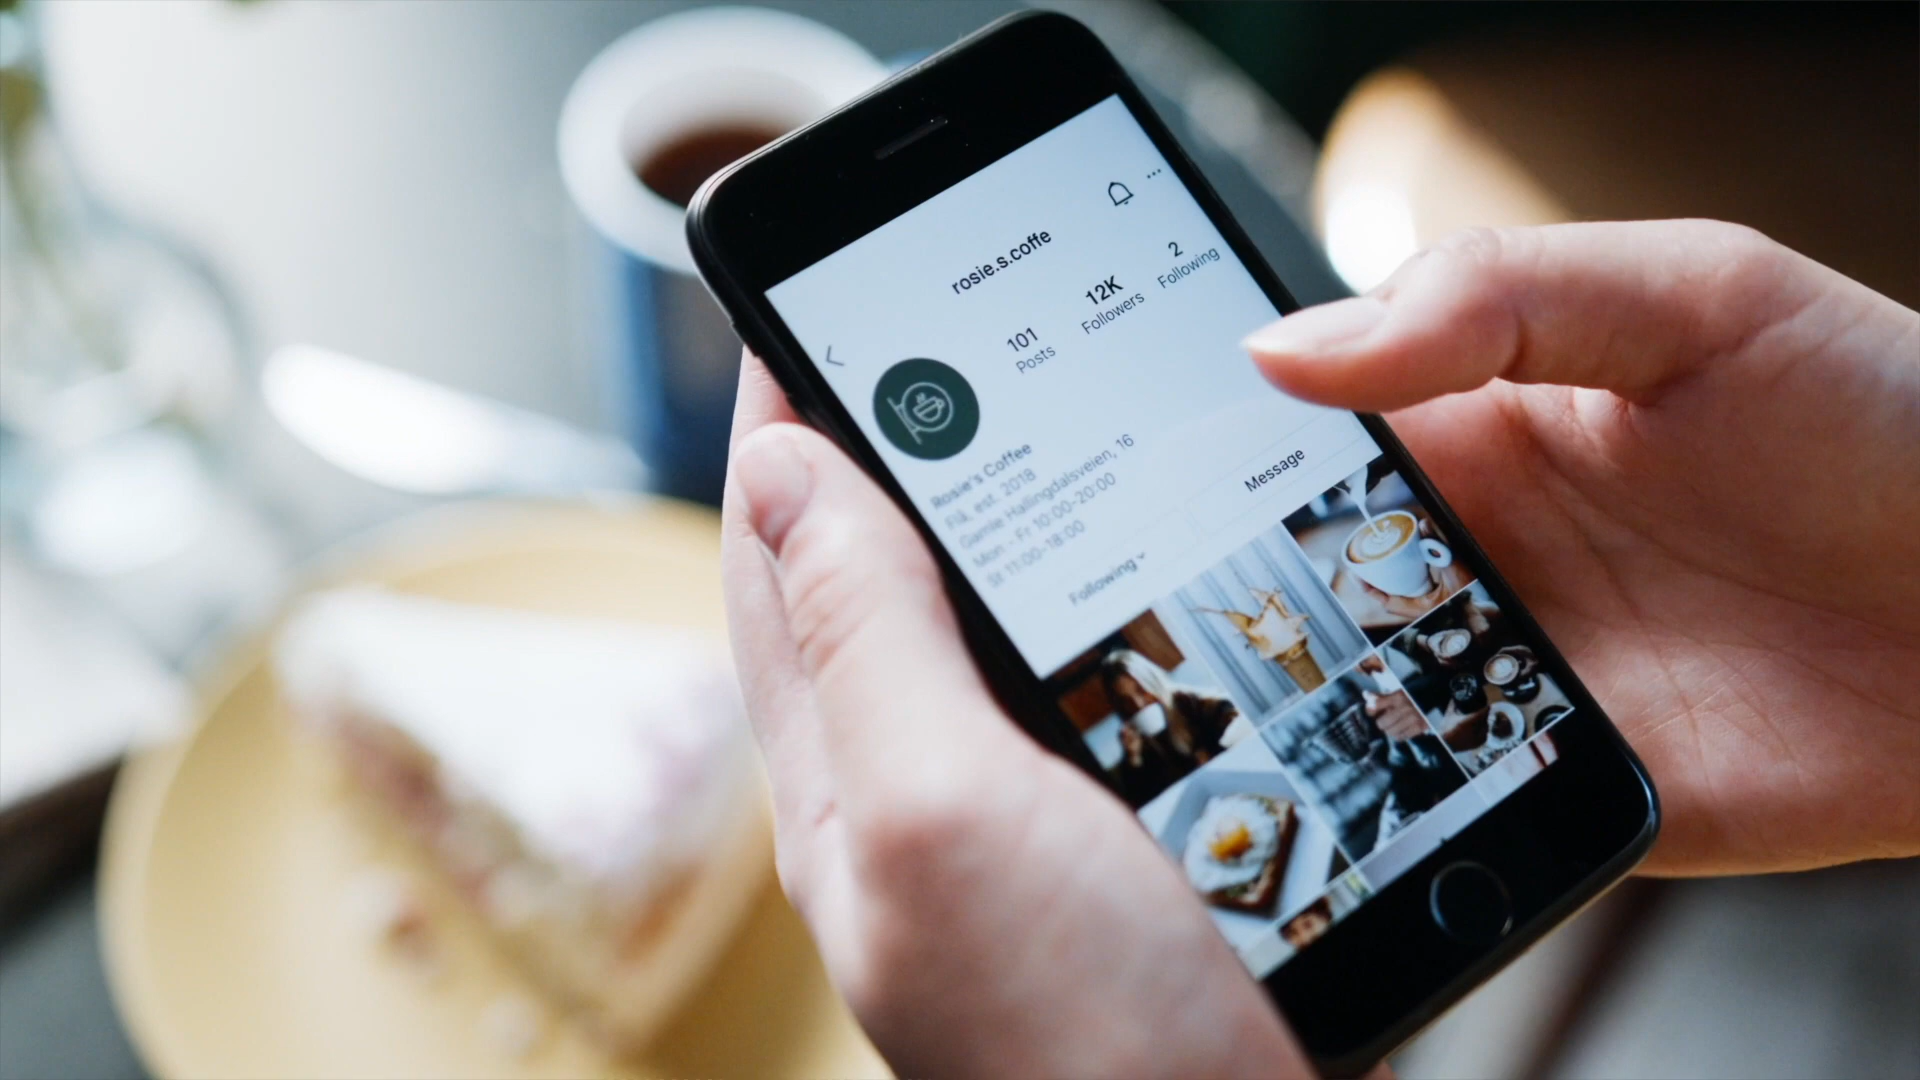 rosie.s.coffe
101
Posts
12K
Followers
2
Following
Rosie's Coffee
Flå, est. 2018
Gamle Hallingdalsveien, 16
Mon - Fr 10:00-20:00
St 11:00-18:00
Following
Message